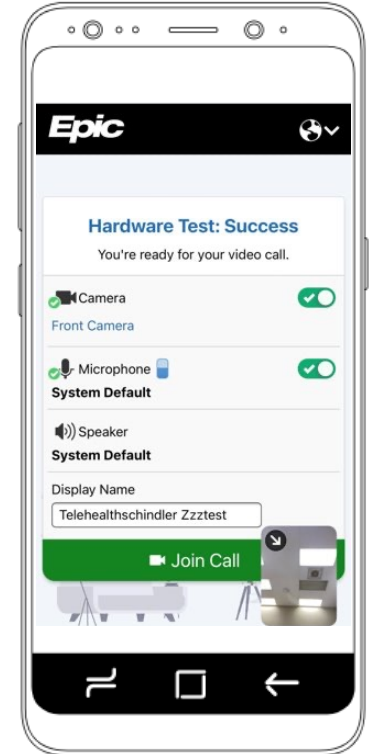 Epic
Hardware Test: Success
You're ready for your video call.
Camera
Front Camera
Microphone
System Default
Speaker
System Default
Display Name
Telehealthschindler Zzztest
Join Call